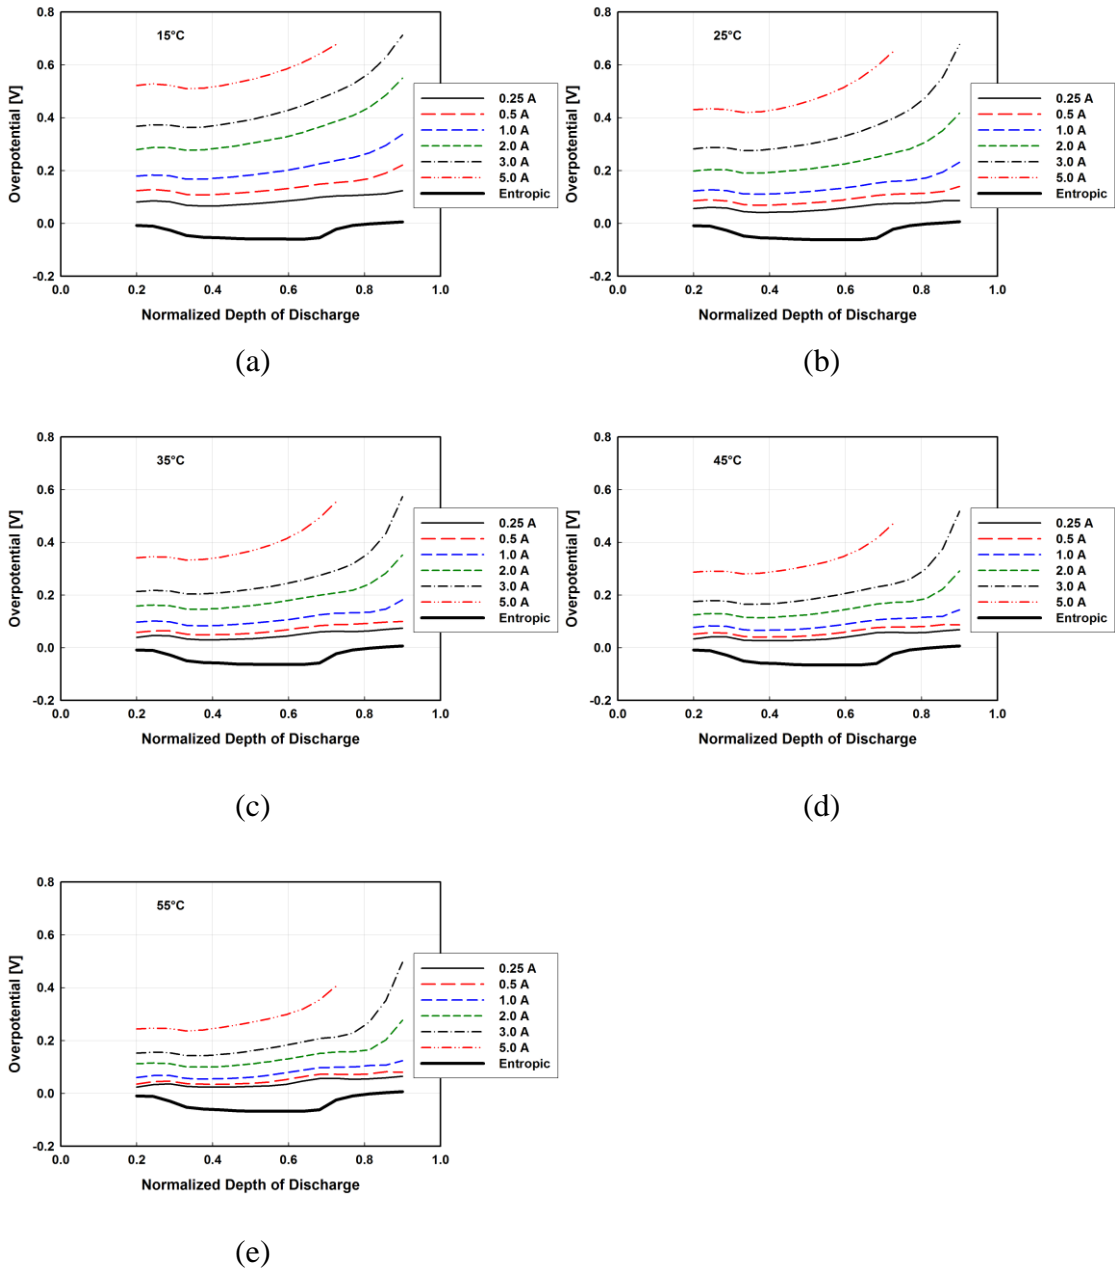 0.8
0.6
0.4
0.2
0.0
-0.2
Overpotential [V]
15°C
0.0 0.2 0.4 0.6 0.8 1.0
Normalized Depth of Discharge
0.25 A
0.5 A
1.0 A
2.0 A
3.0 A
5.0 A
Entropic
(a)
0.8
0.6
0.4
0.2
0.0
-0.2
Overpotential [V]
25°C
0.0 0.2 0.4 0.6 0.8 1.0
Normalized Depth of Discharge
0.25 A
0.5 A
1.0 A
2.0 A
3.0 A
5.0 A
Entropic
(b)
0.8
0.6
0.4
0.2
0.0
-0.2
Overpotential [V]
35°C
0.0 0.2 0.4 0.6 0.8 1.0
Normalized Depth of Discharge
0.25 A
0.5 A
1.0 A
2.0 A
3.0 A
5.0 A
Entropic
(c)
0.8
0.6
0.4
0.2
0.0
-0.2
Overpotential [V]
45°C
0.0 0.2 0.4 0.6 0.8 1.0
Normalized Depth of Discharge
0.25 A
0.5 A
1.0 A
2.0 A
3.0 A
5.0 A
Entropic
(d)
0.8
0.6
0.4
0.2
0.0
-0.2
Overpotential [V]
55°C
0.0 0.2 0.4 0.6 0.8 1.0
Normalized Depth of Discharge
0.25 A
0.5 A
1.0 A
2.0 A
3.0 A
5.0 A
Entropic
(e)